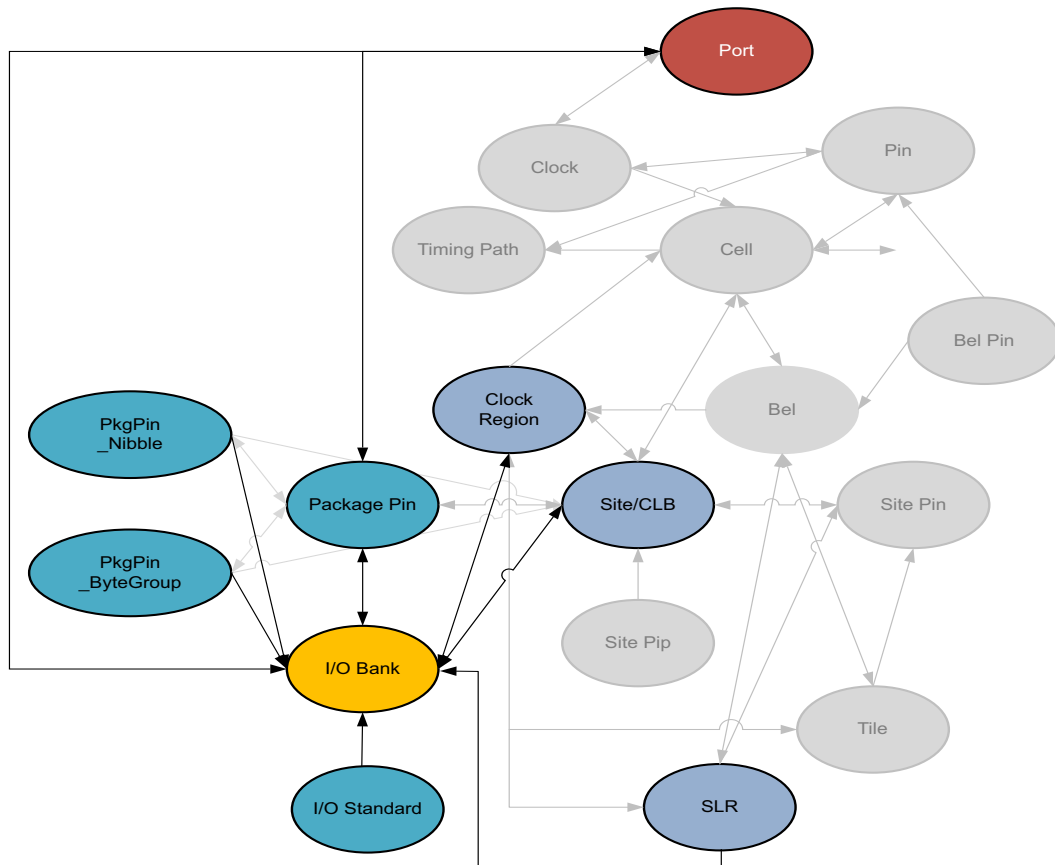 Port
Pin
Clock
Timing Path
Cell
Bel Pin
Clock
Region
Bel
PkgPin
_Nibble
Package Pin
Site/CLB
Site Pin
PkgPin
_ByteGroup
Site Pip
I/O Bank
Tile
I/O Standard
SLR